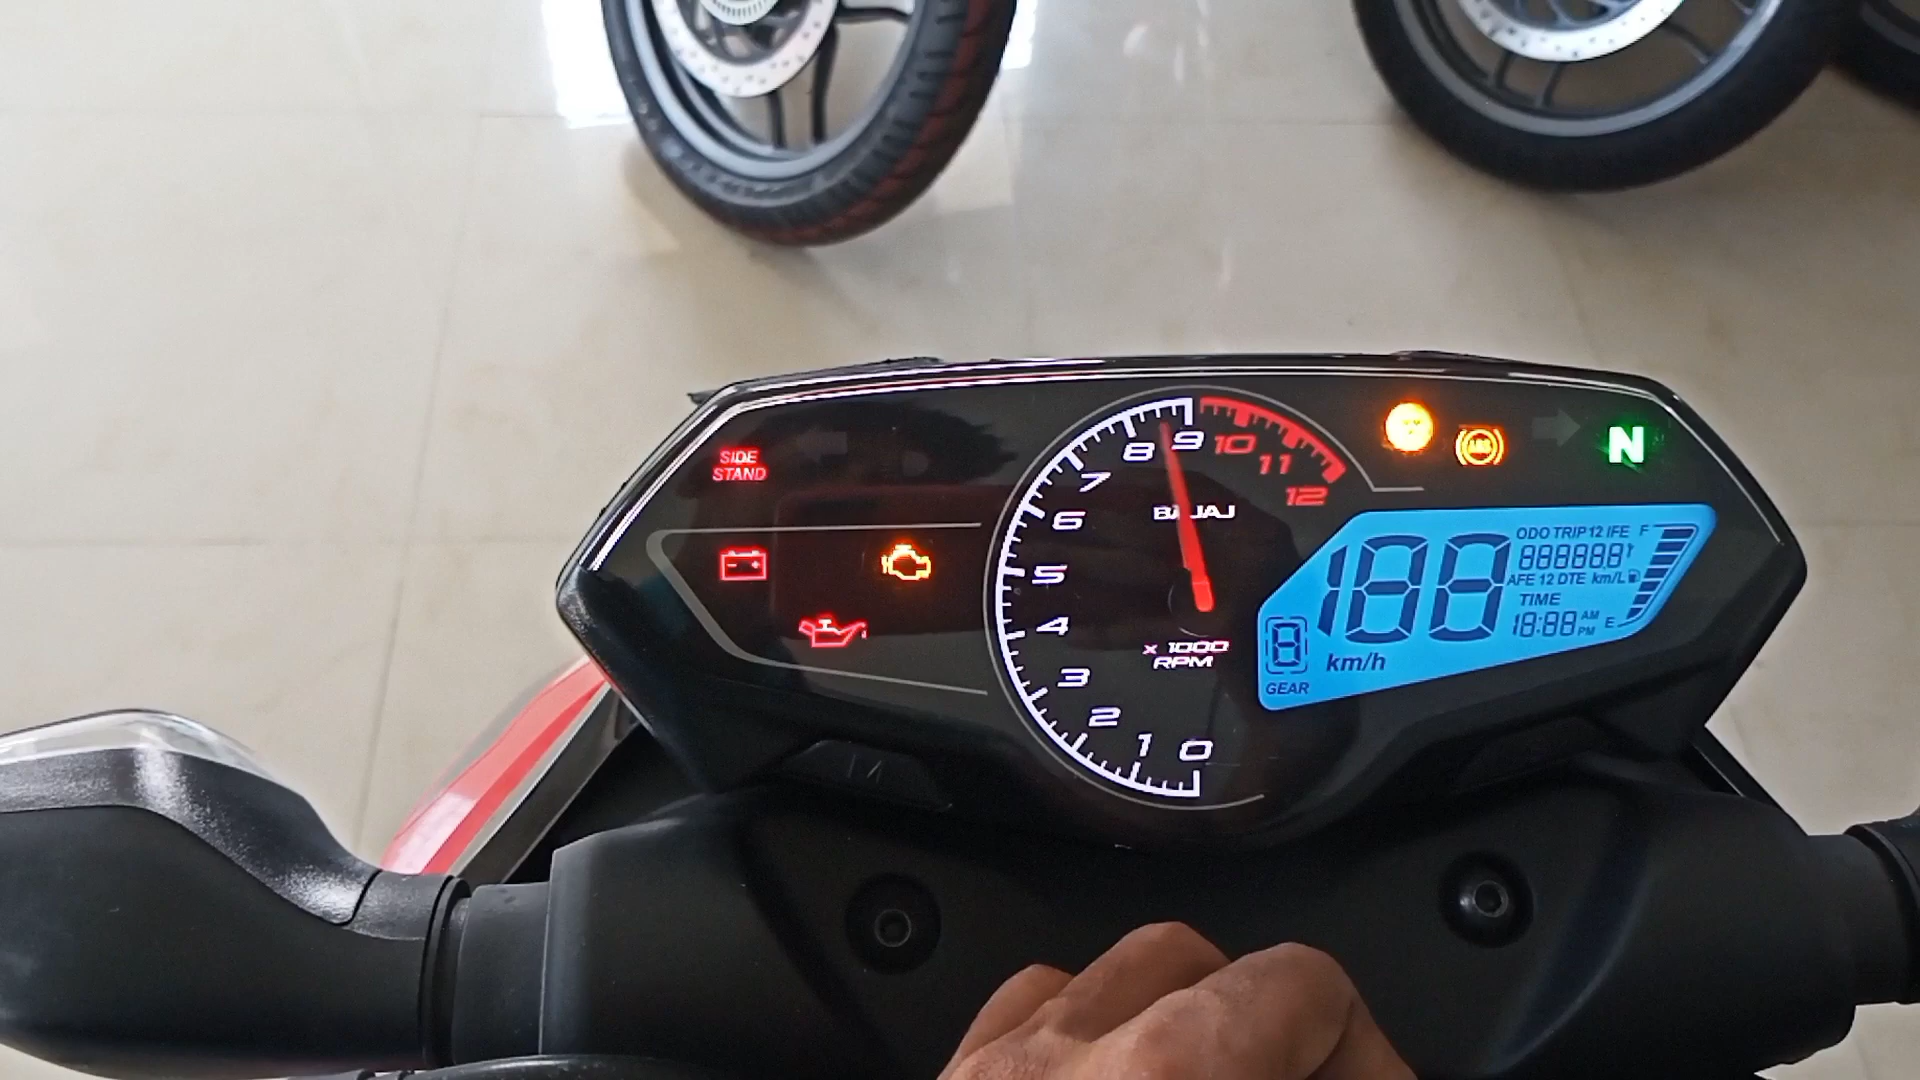 SIDE
STAND
0
1
2
3
4
5
6
7
8
9
10
11
12
BAJAJ
x 1000
RPM
ABS
N
188
km/h
8
GEAR
ODO TRIP 12 IFE F
888888
AFE 12 DTE km/L
TIME
18:88 AM
PM E